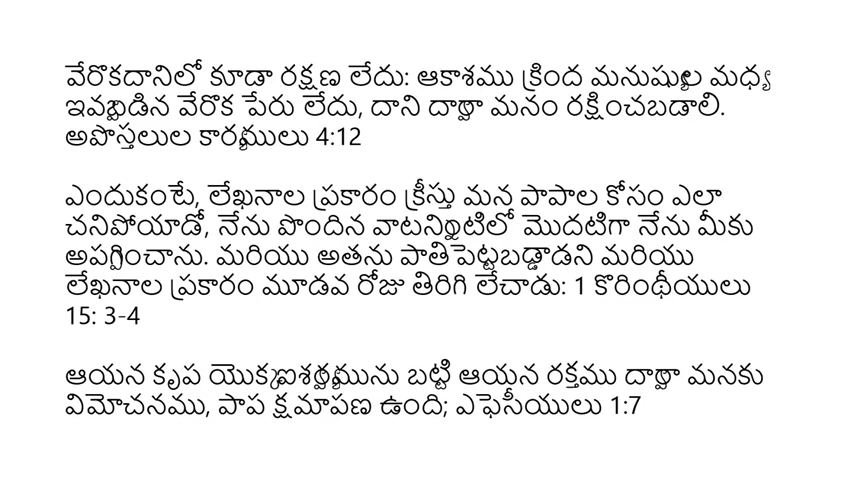 వేరొకదానిలో కూడా రక్షణ లేదు: ఆకాశము క్రింద మనుష్యుల మధ్య
ఇవ్వబడిన వేరొక పేరు లేదు, దాని ద్వారా మనం రక్షించబడాలి.
అపొస్తలుల కార్యములు 4:12
ఎందుకంటే, లేఖనాల ప్రకారం క్రీస్తు మన పాపాల కోసం ఎలా
చనిపోయాడో, నేను పొందిన వాటన్నిటిలో మొదటిగా నేను మీకు
అప్పగించాను. మరియు అతను పాతిపెట్టబడ్డాడని మరియు
లేఖనాల ప్రకారం మూడవ రోజు తిరిగి లేచాడు: 1 కొరింథీయులు
15: 3-4
ఆయన కృప యొక్క ఐశ్వర్యమును బట్టి ఆయన రక్తము ద్వారా మనకు
విమోచనము, పాప క్షమాపణ ఉంది; ఎఫెసీయులు 1:7